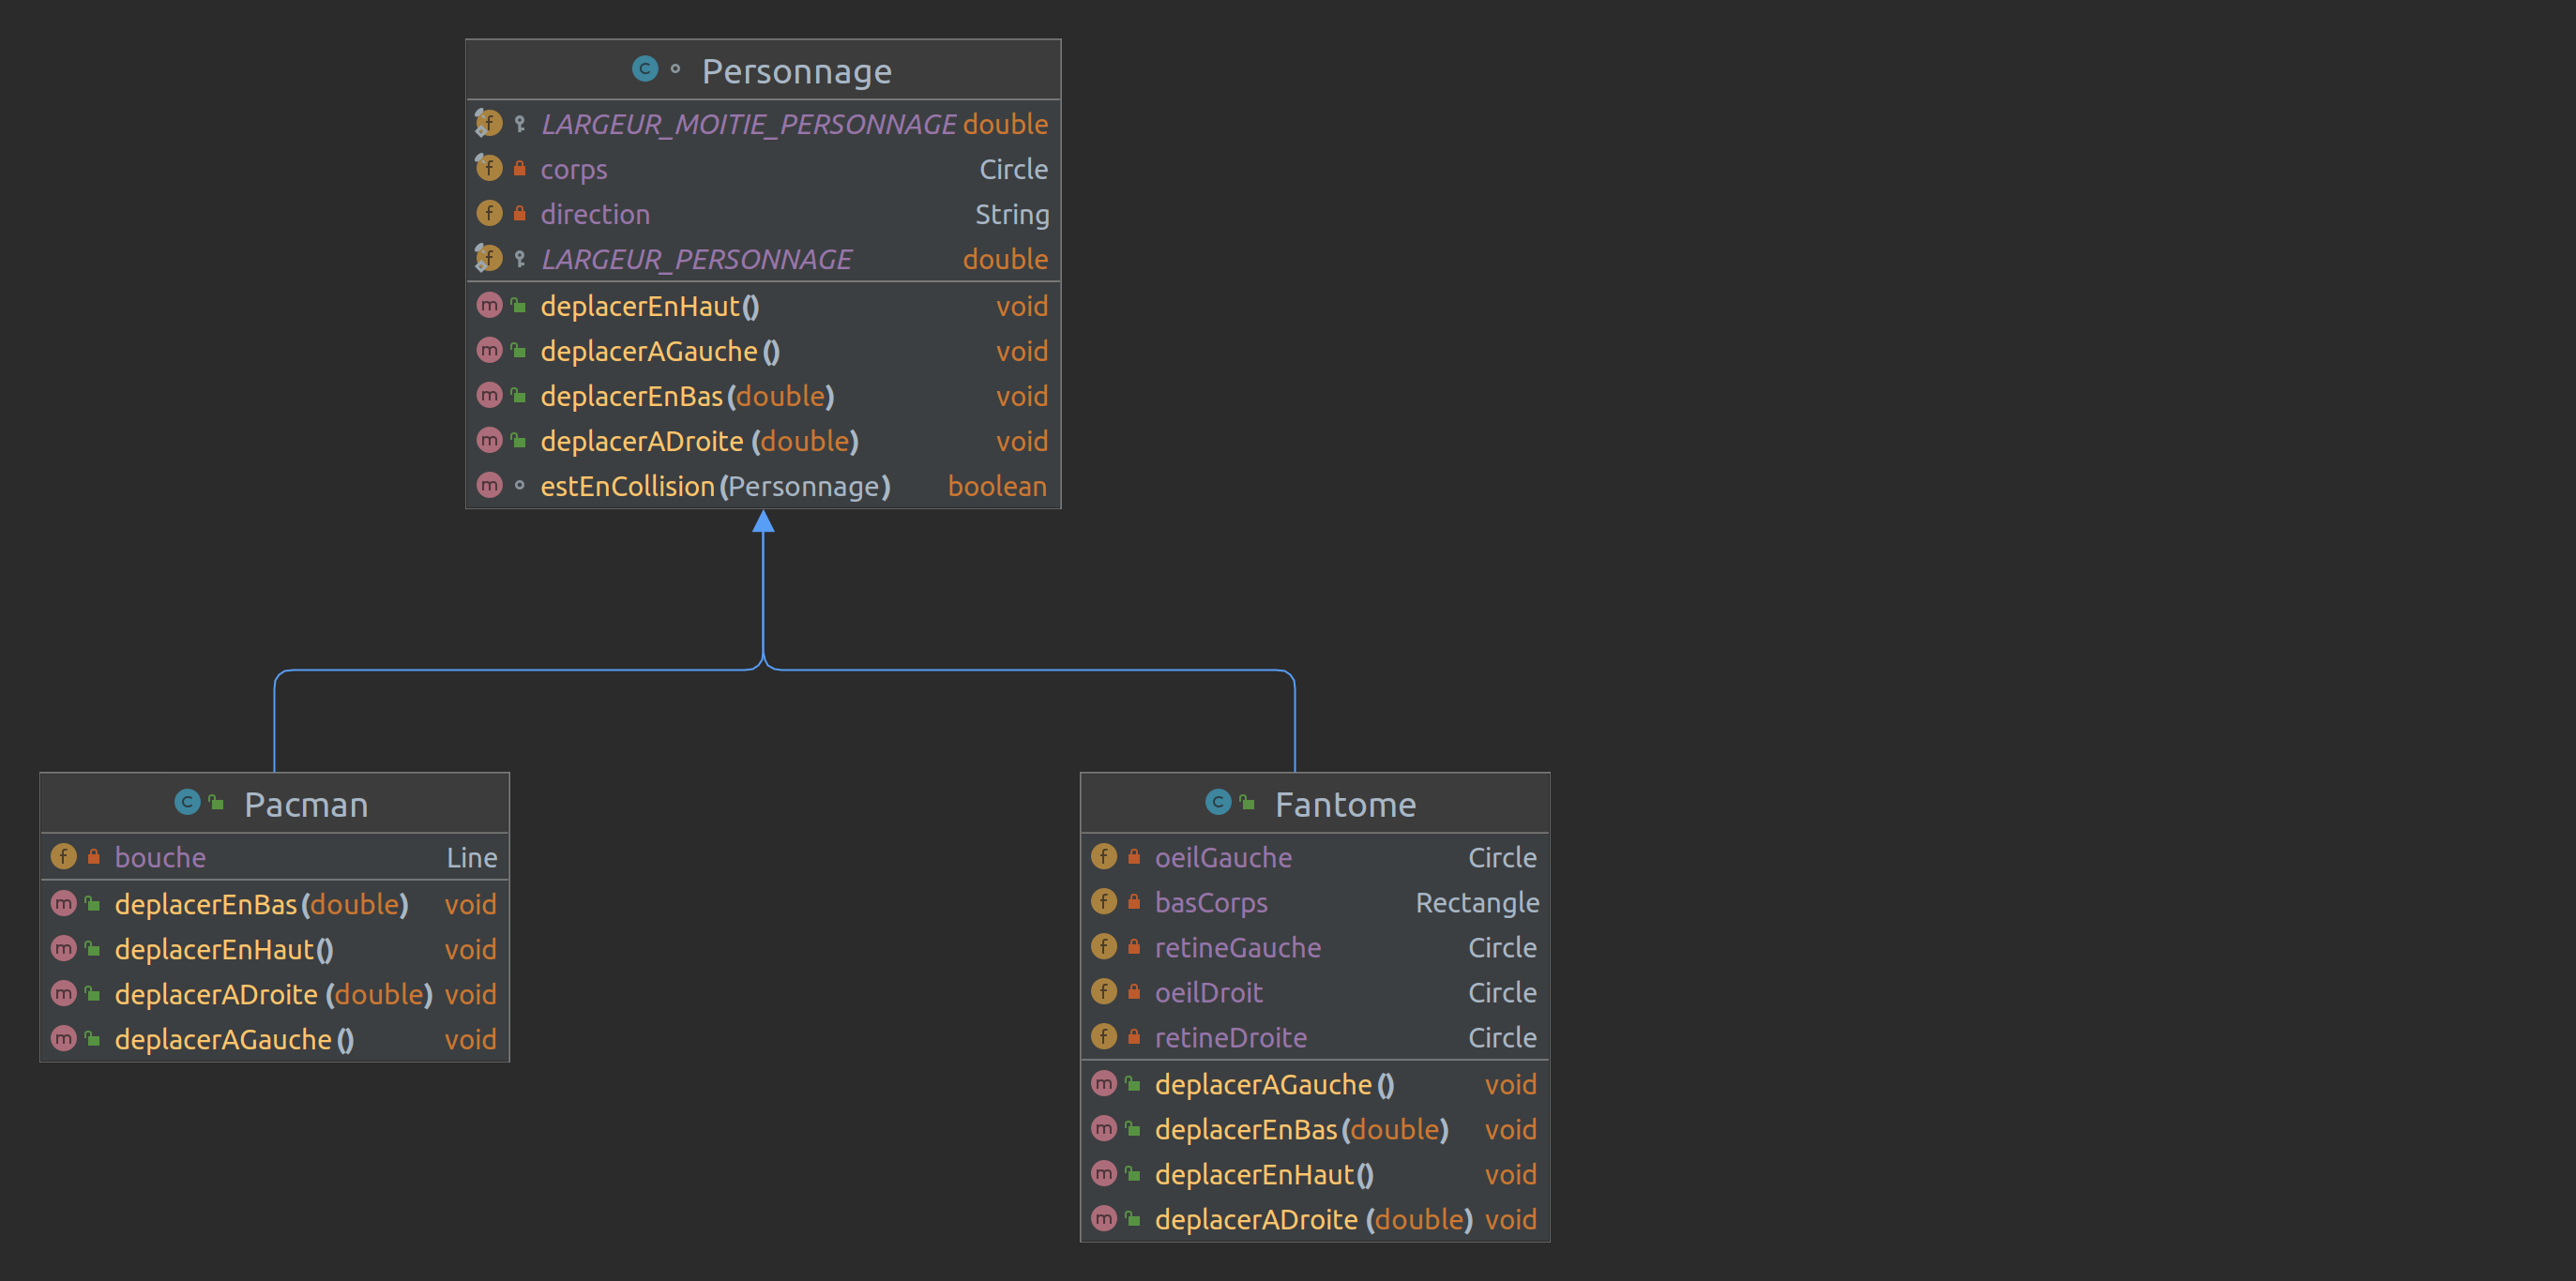 Personnage
LARGEUR_MOITIE_PERSONNAGE double
corps Circle
direction String
LARGEUR_PERSONNAGE double
deplacerEnHaut() void
deplacerAGauche() void
deplacerEnBas(double) void
deplacerADroite (double) void
estEnCollision(Personnage) boolean
Pacman
bouche Line
deplacerEnBas(double) void
deplacerEnHaut() void
deplacerADroite (double) void
deplacerAGauche() void
Fantome
oeilGauche Circle
basCorps Rectangle
retineGauche Circle
oeilDroit Circle
retineDroite Circle
deplacerAGauche() void
deplacerEnBas(double) void
deplacerEnHaut() void
deplacerADroite (double) void